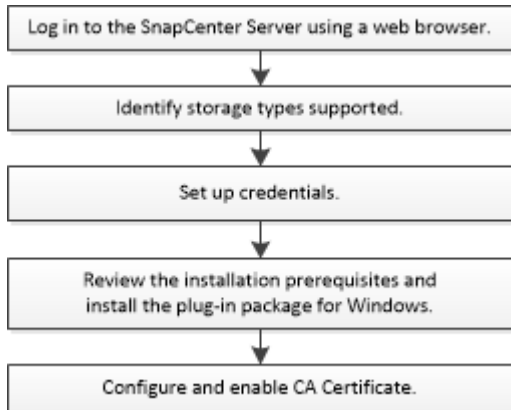 Log in to the SnapCenter Server using a web browser.
Identify storage types supported.
Set up credentials.
Review the installation prerequisites and
install the plug-in package for Windows.
Configure and enable CA Certificate.